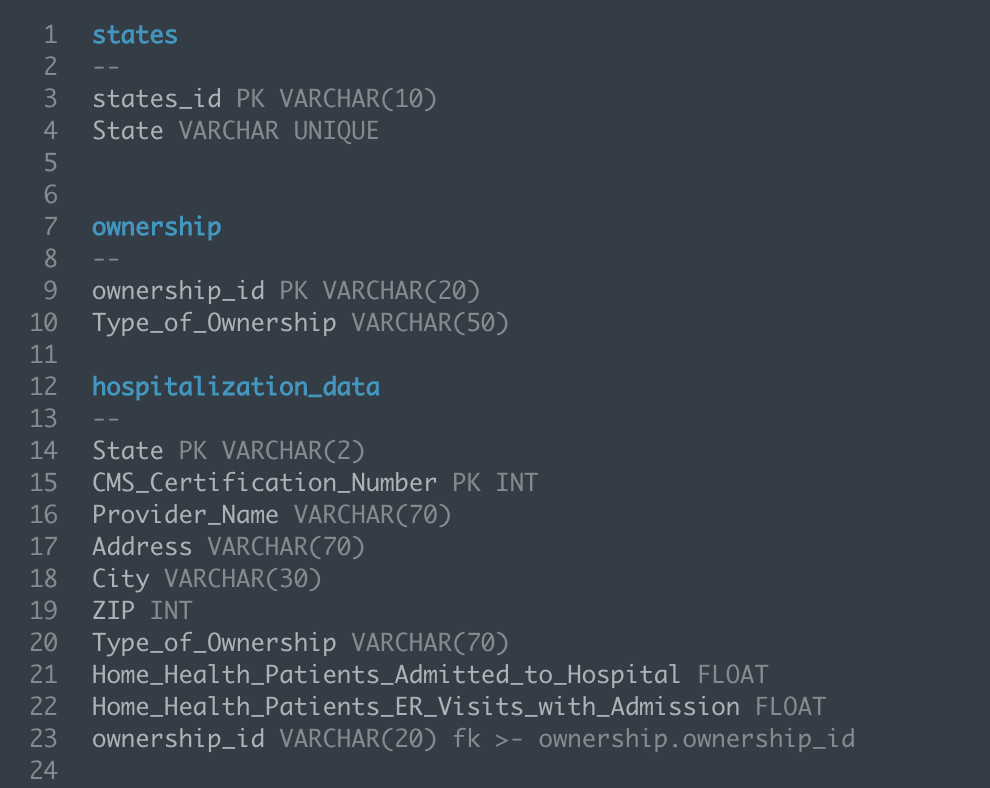 1 states
2 --
3 states_id PK VARCHAR(10)
4 State VARCHAR UNIQUE
5
6
7 ownership
8 --
9 ownership_id PK VARCHAR(20)
10 Type_of_Ownership VARCHAR(50)
11
12 hospitalization_data
13 --
14 State PK VARCHAR(2)
15 CMS_Certification_Number PK INT
16 Provider_Name VARCHAR(70)
17 Address VARCHAR(70)
18 City VARCHAR(30)
19 ZIP INT
20 Type_of_Ownership VARCHAR(70)
21 Home_Health_Patients_Admitted_to_Hospital FLOAT
22 Home_Health_Patients_ER_Visits_with_Admission FLOAT
23 ownership_id VARCHAR(20) fk >- ownership.ownership_id
24